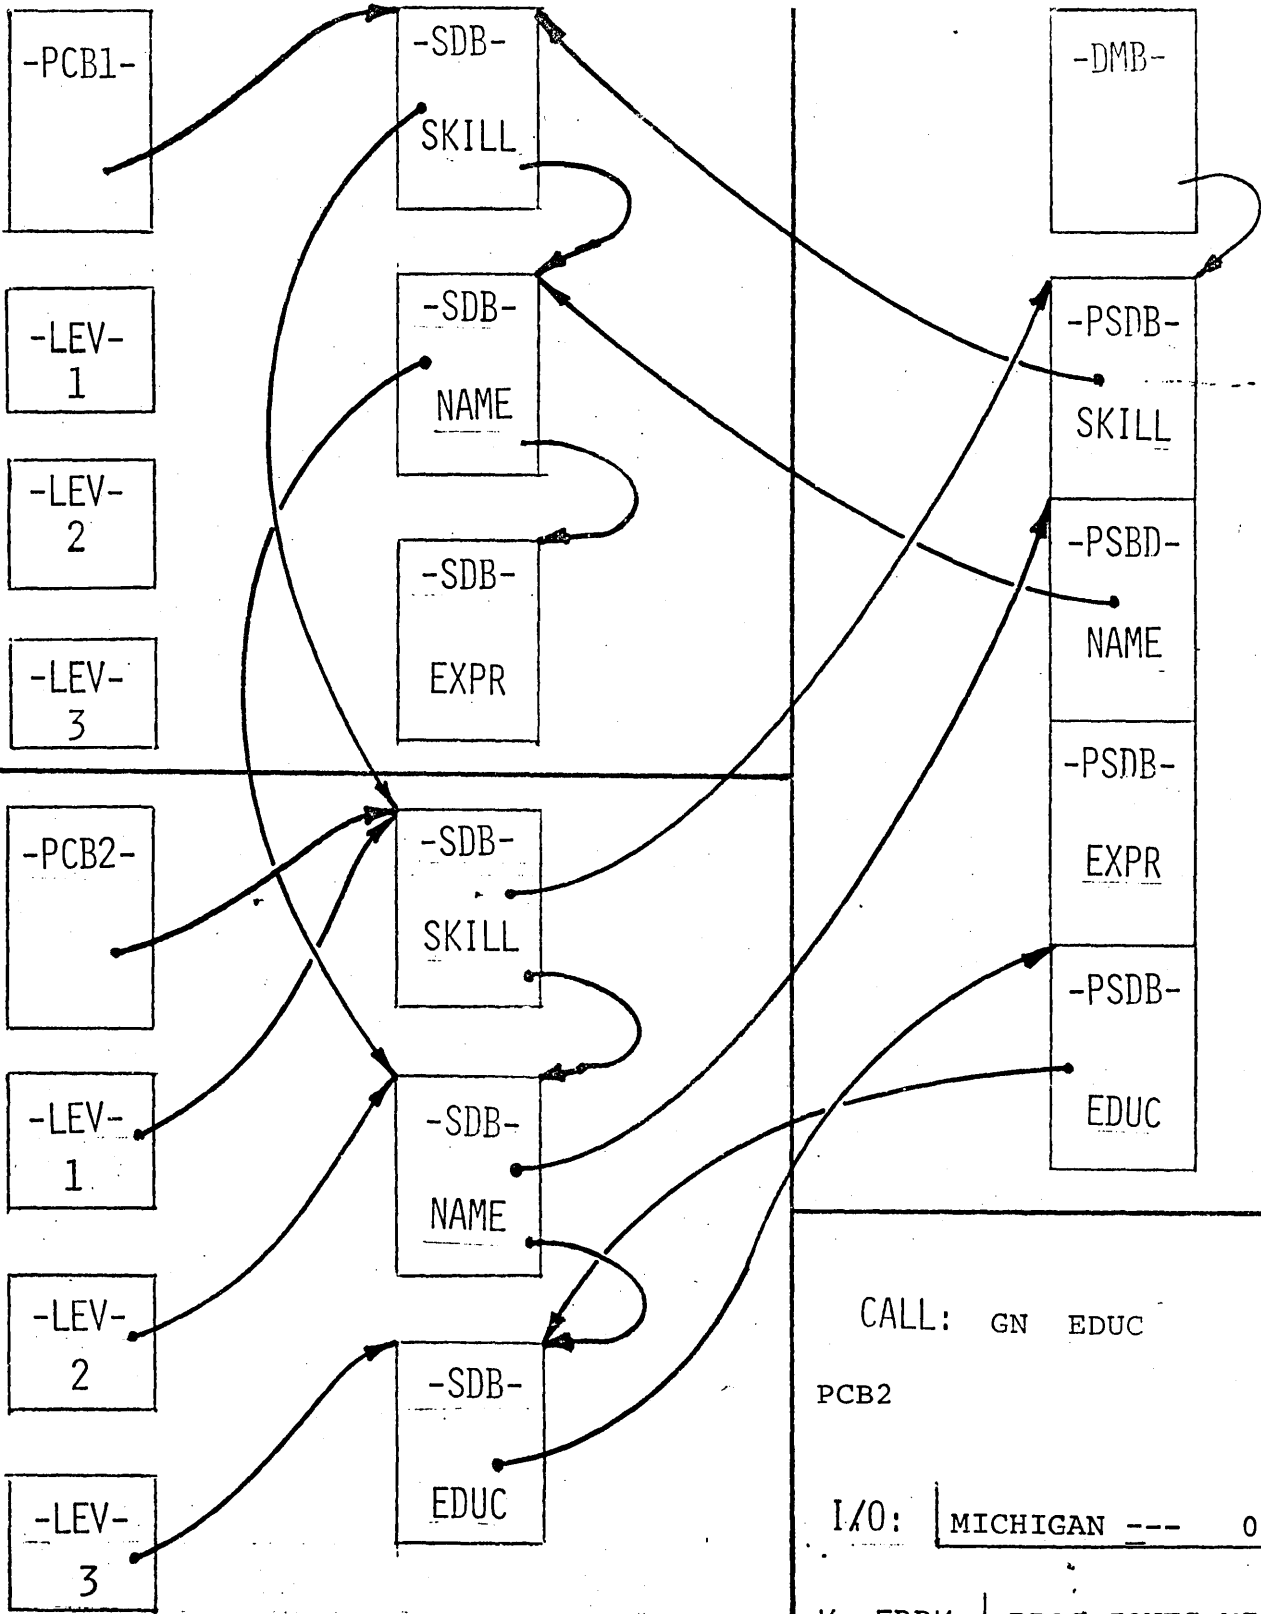 -PCB1-
-LEV-
1
-LEV-
2
-LEV-
3
-SDB-
SKILL
-SDB-
NAME
-SDB-
EXPR
-PCB2-
-LEV-
1
-LEV-
2
-LEV-
3
-SDB-
SKILL
-SDB-
NAME
-SDB-
EDUC
-DMB-
-PSDB-
SKILL
-PSBD-
NAME
-PSDB-
EXPR
-PSDB-
EDUC
CALL: GN EDUC
PCB2
I/O: MICHIGAN --- 0